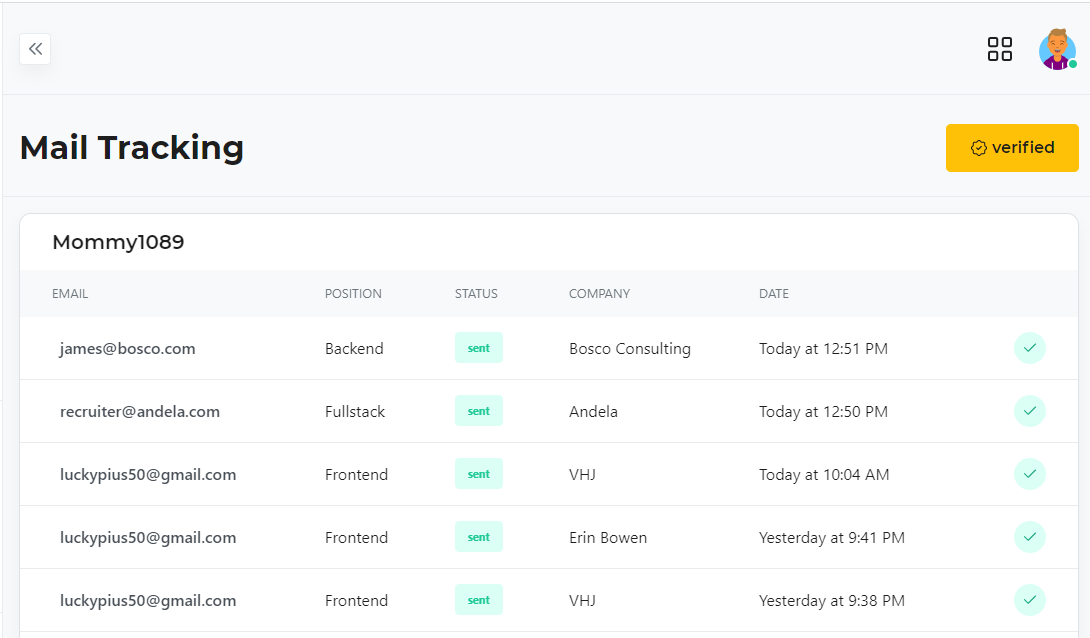 Mail Tracking
verified
Mommy1089
EMAIL POSITION STATUS COMPANY DATE
james@bosco.com Backend sent Bosco Consulting Today at 12:51 PM
recruiter@andela.com Fullstack sent Andela Today at 12:50 PM
luckypius50@gmail.com Frontend sent VHJ Today at 10:04 AM
luckypius50@gmail.com Frontend sent Erin Bowen Yesterday at 9:41 PM
luckypius50@gmail.com Frontend sent VHJ Yesterday at 9:38 PM